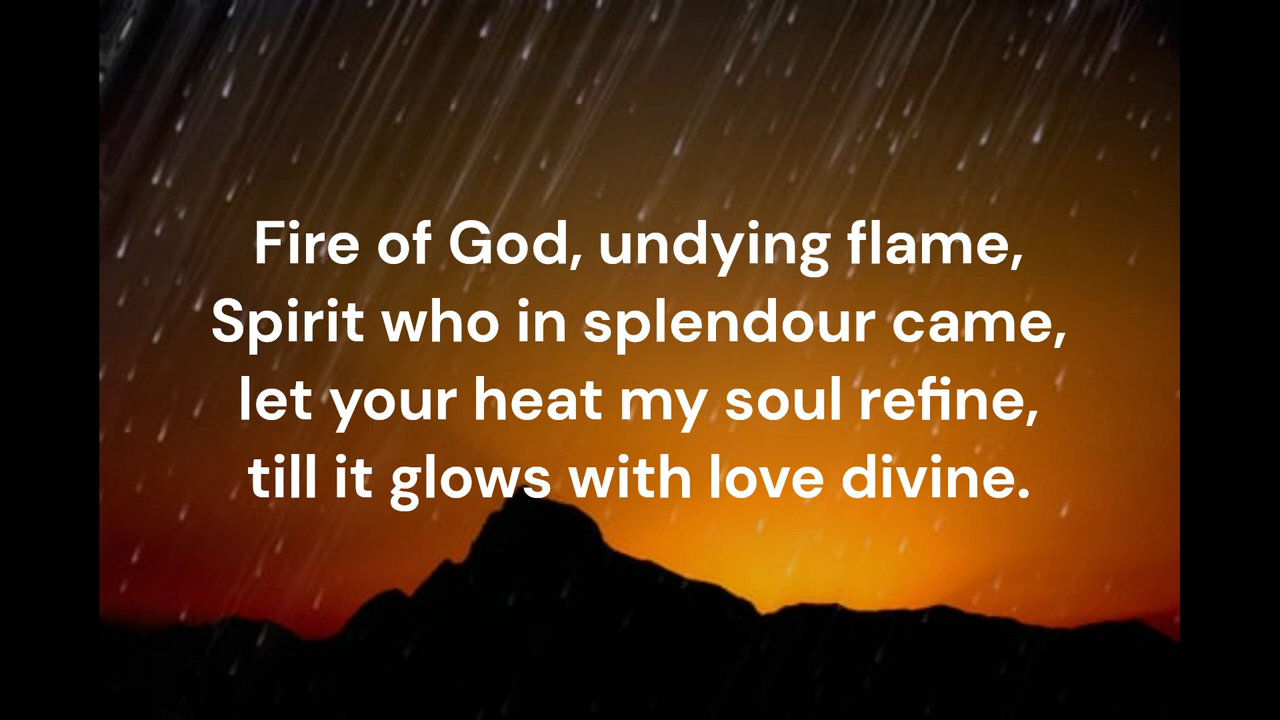 Fire of God, undying flame,
Spirit who in splendour came,
let your heat my soul refine,
till it glows with love divine.